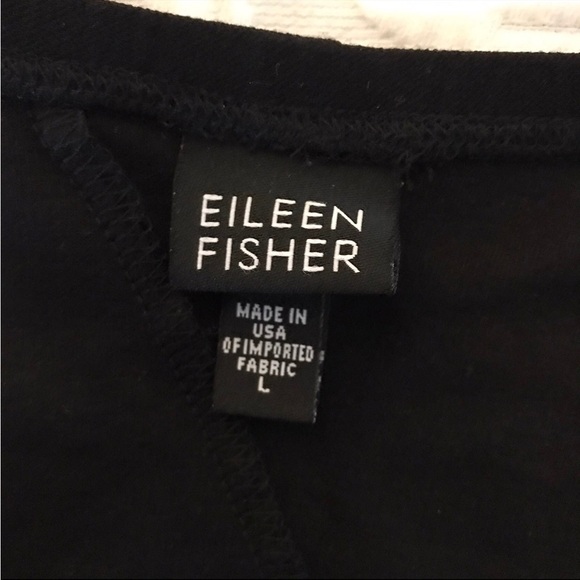 EILEEN
FISHER
MADE IN
USA
OF IMPORTED
FABRIC
L